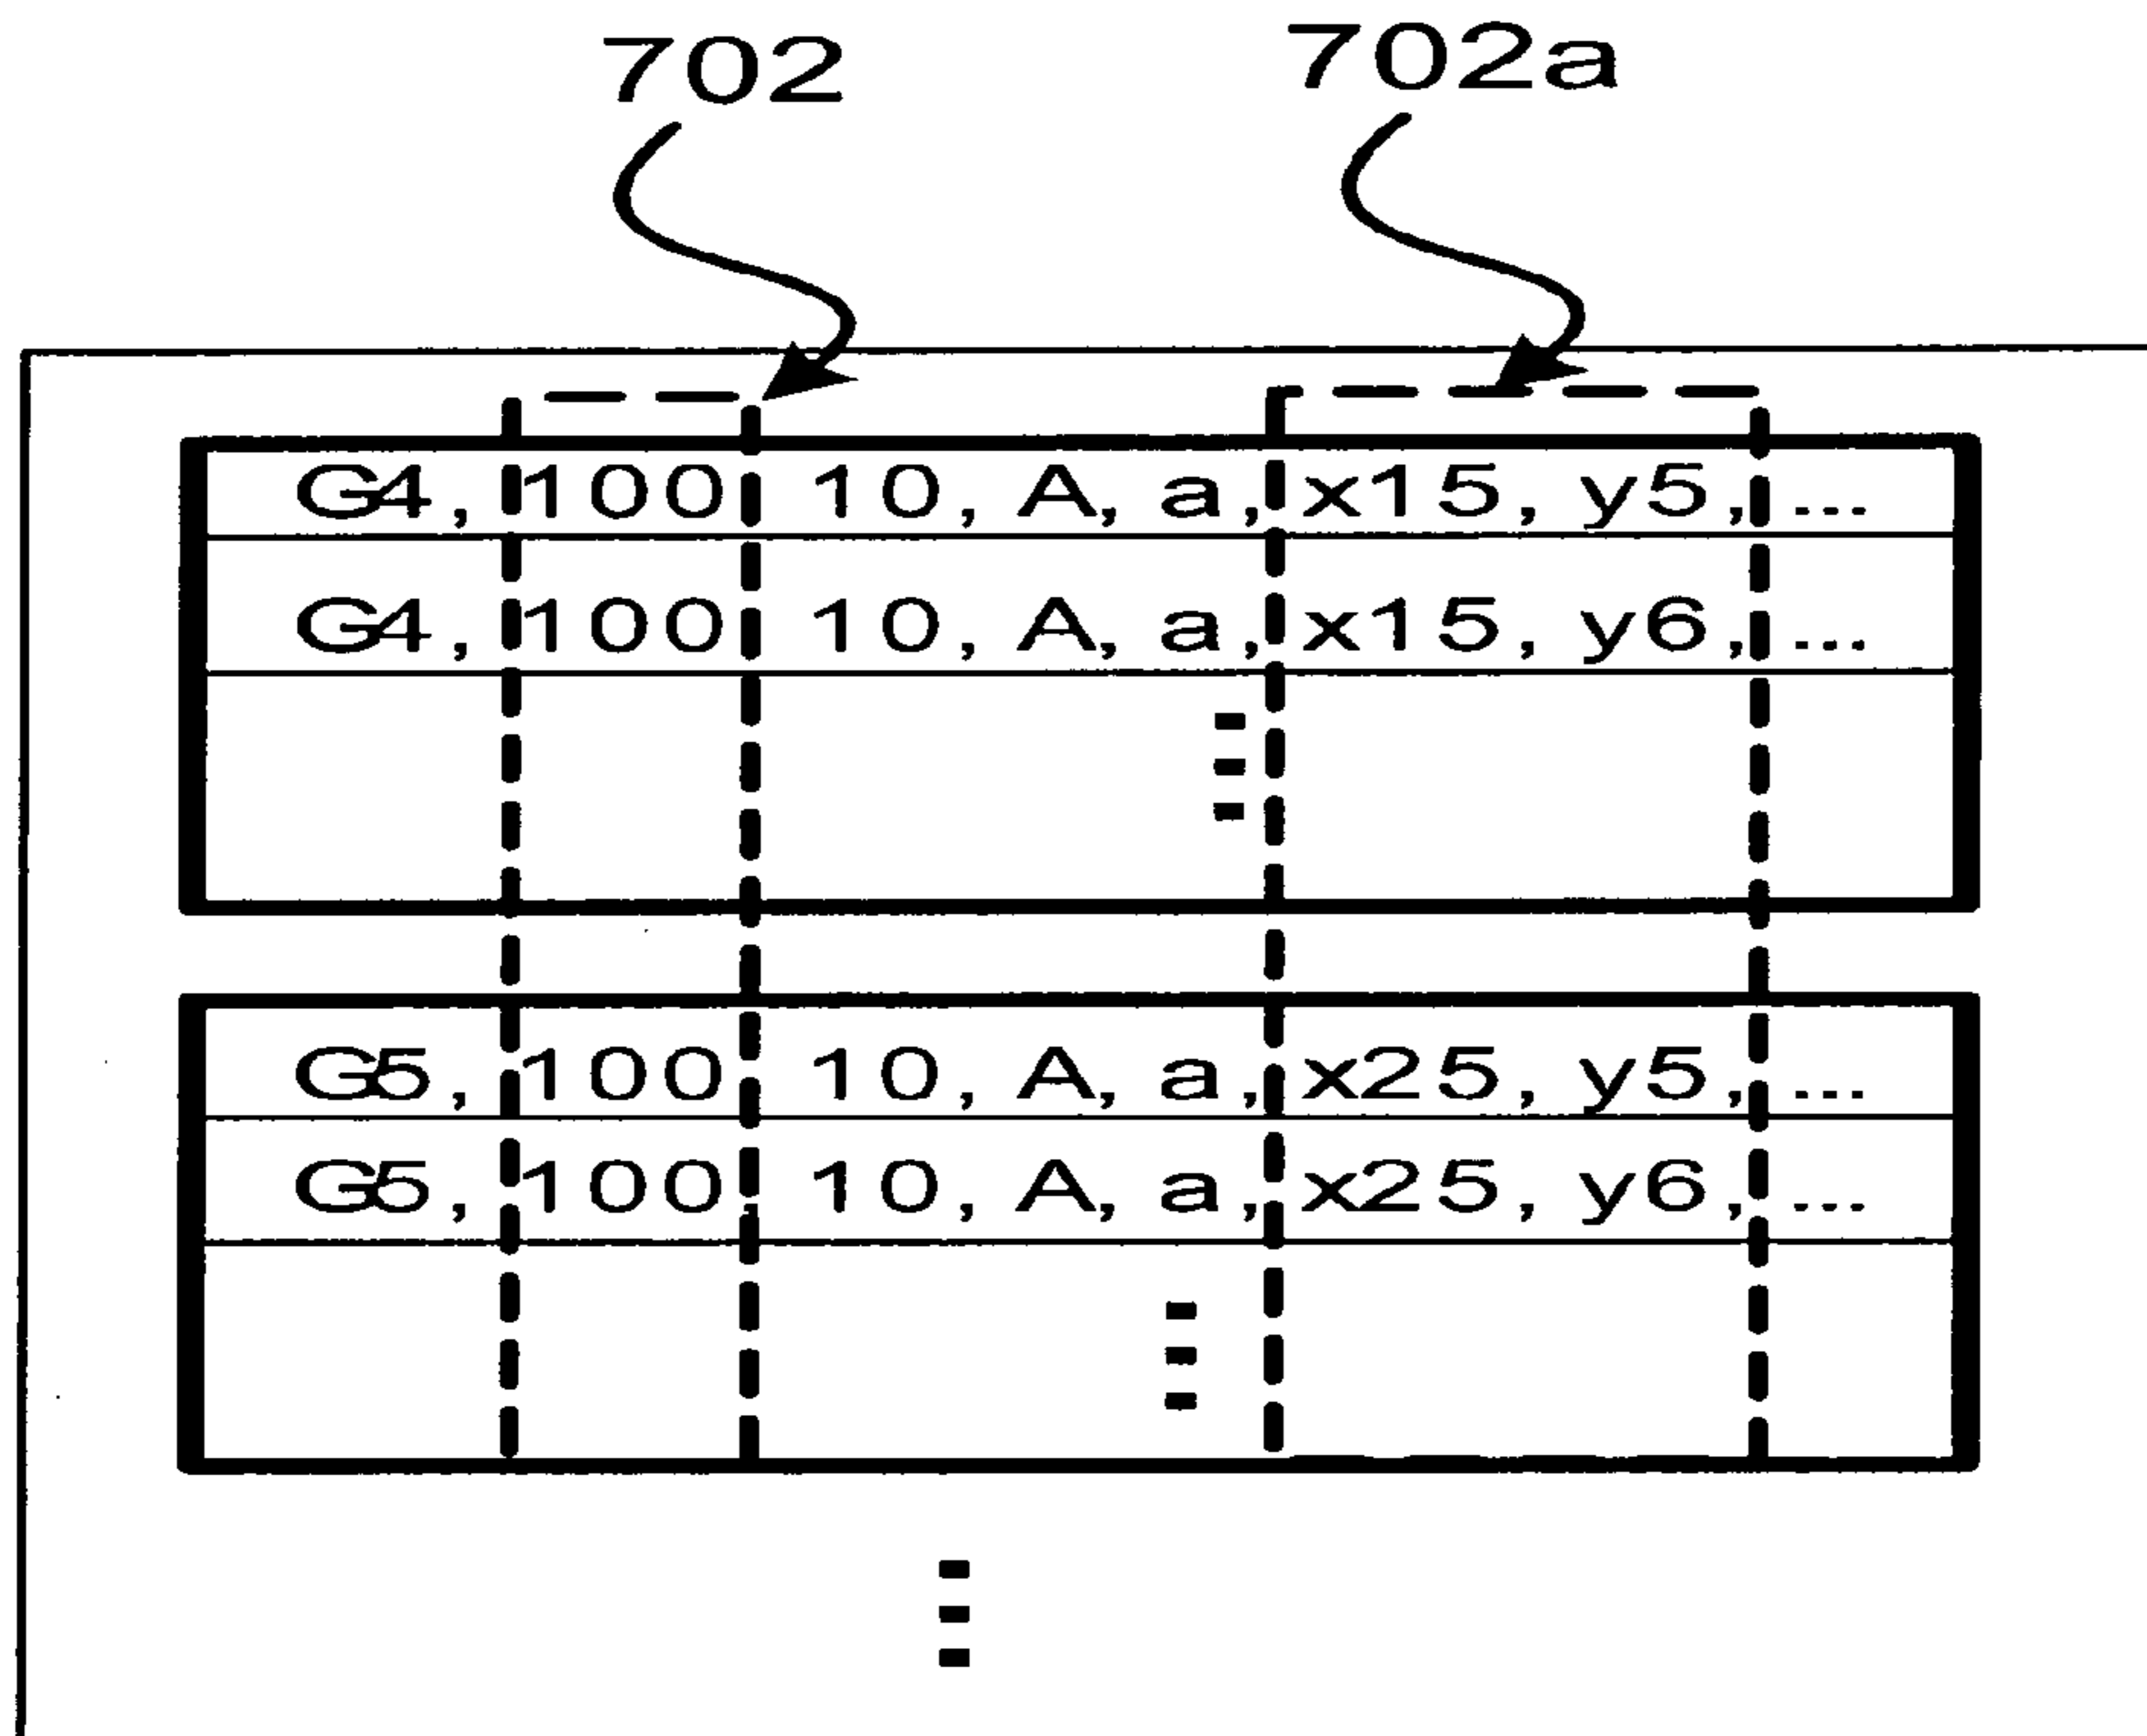 702 702a
G4, 100 10, A, a, x15, y5, ...
G4, 100 10, A, a, x15, y6, ...
G5, 100 10, A, a, x25, y5, ...
G5, 100, 10, A, a, x25, y6, ...